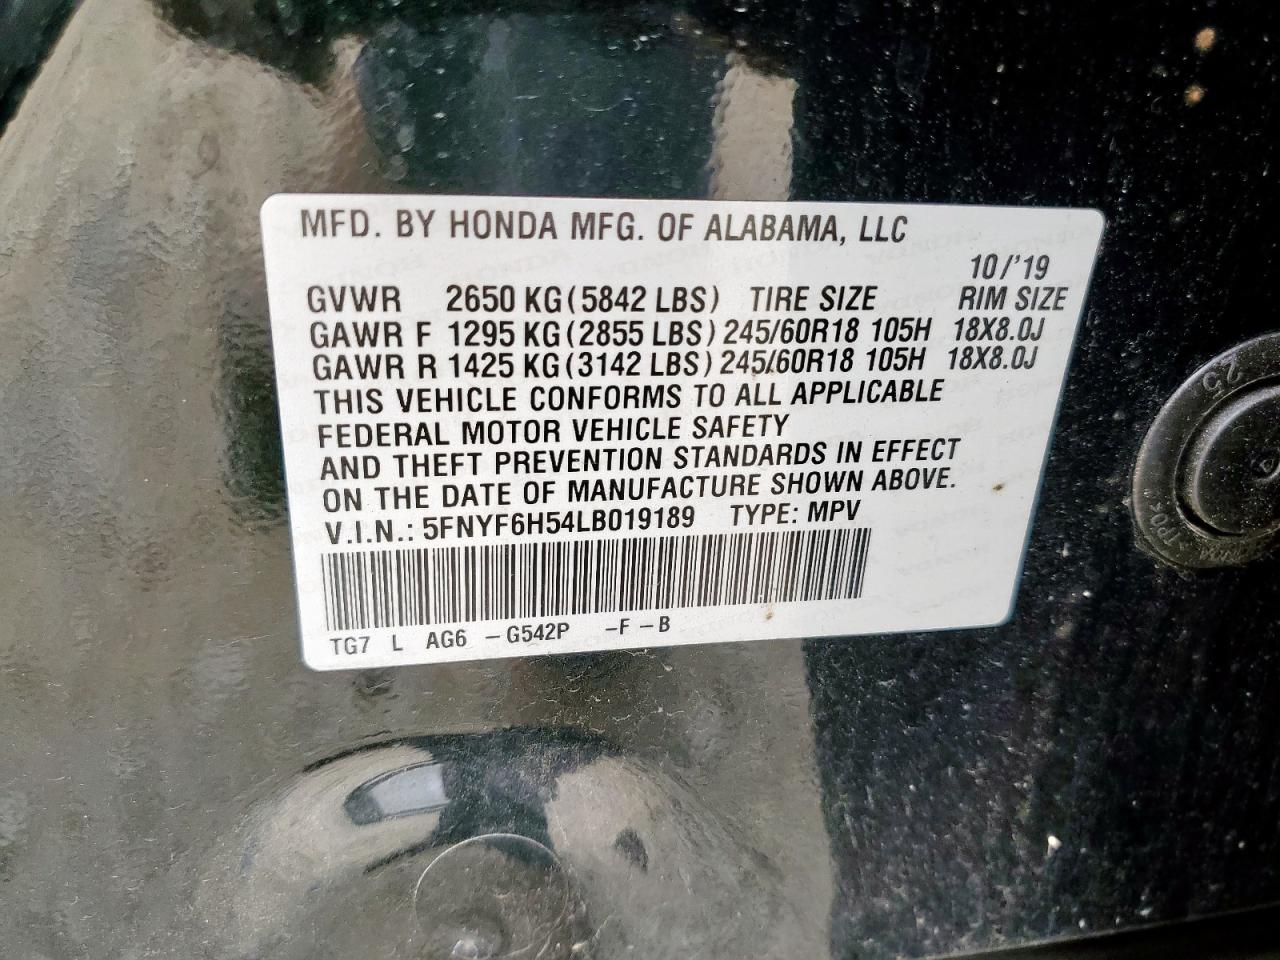 MFD. BY HONDA MFG. OF ALABAMA, LLC
10/'19
GVWR 2650 KG (5842 LBS) TIRE SIZE RIM SIZE
GAWR F 1295 KG (2855 LBS) 245/60R18 105H 18X8.0J
GAWR R 1425 KG (3142 LBS) 245/60R18 105H 18X8.0J
THIS VEHICLE CONFORMS TO ALL APPLICABLE
FEDERAL MOTOR VEHICLE SAFETY
AND THEFT PREVENTION STANDARDS IN EFFECT
ON THE DATE OF MANUFACTURE SHOWN ABOVE.
V.I.N.: 5FNYF6H54LB019189 TYPE: MPV
TG7 L AG6 -G542P -F-B
25